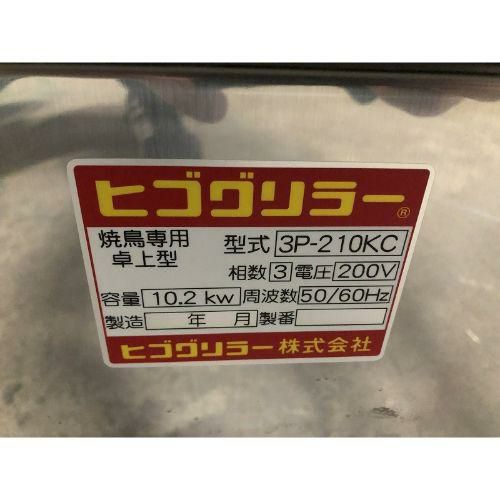 ヒゴグリラー®
焼鳥専用 型式 3P-210KC
卓上型 相数 3 電圧 200V
容量 10.2 kw 周波数 50/60Hz
製造 年 月 製番
ヒゴグリラー株式会社